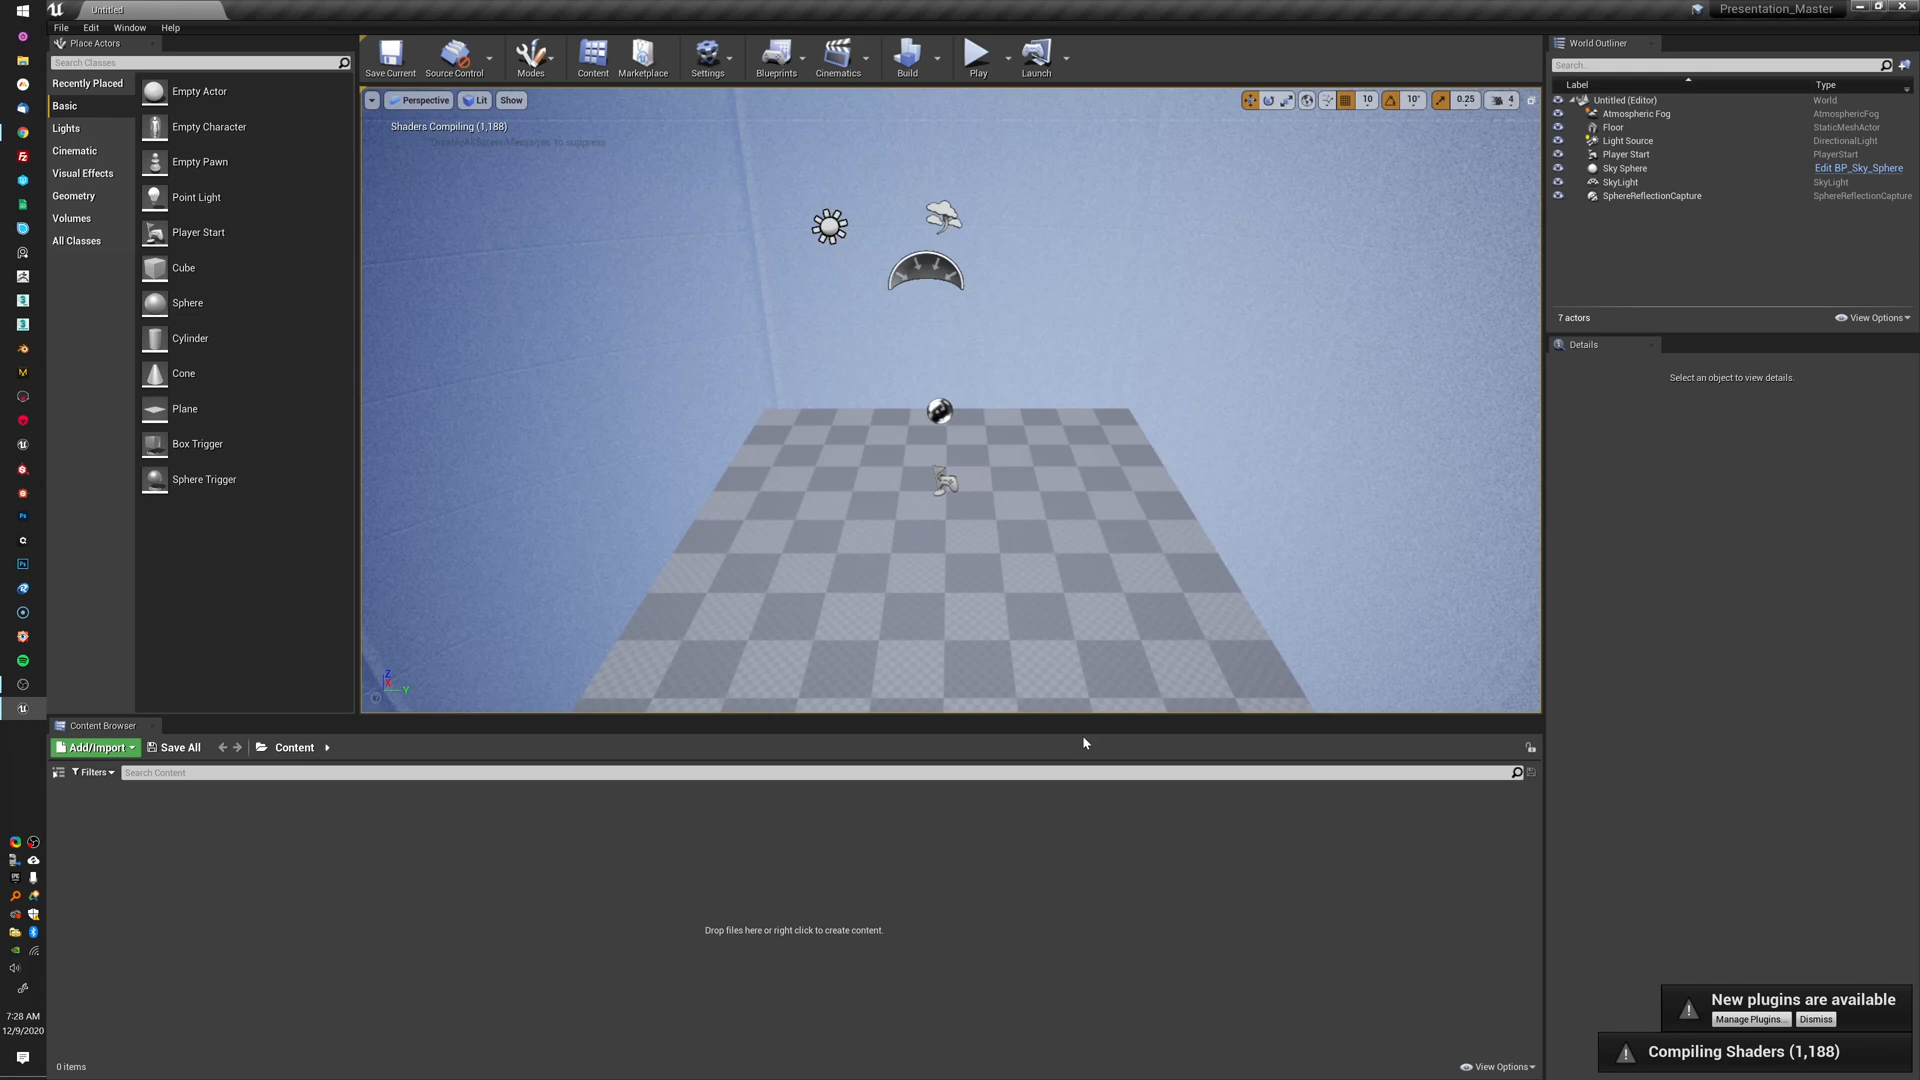 Untitled
Presentation_Master
File Edit Window Help
Place Actors
Search Classes
Recently Placed
Basic
Lights
Cinematic
Visual Effects
Geometry
Volumes
All Classes
Empty Actor
Empty Character
Empty Pawn
Point Light
Player Start
Cube
Sphere
Cylinder
Cone
Plane
Box Trigger
Sphere Trigger
Save Current Source Control Modes Content Marketplace Settings Blueprints Cinematics Build Play Launch
Perspective Lit Show
10 10° 0.25 4
Shaders Compiling (1,188)
'DisableAllScreenMessages' to suppress
Z
X
Y
World Outliner
Search...
Label Type
Untitled (Editor) World
Atmospheric Fog AtmosphericFog
Floor StaticMeshActor
Light Source DirectionalLight
Player Start PlayerStart
Sky Sphere Edit BP_Sky_Sphere
SkyLight SkyLight
SphereReflectionCapture SphereReflectionCapture
7 actors View Options
Details
Select an object to view details.
Content Browser
Add/Import Save All Content
Filters Search Content
Drop files here or right click to create content.
0 items View Options
New plugins are available
Manage Plugins... Dismiss
Compiling Shaders (1,188)
7:28 AM
12/9/2020